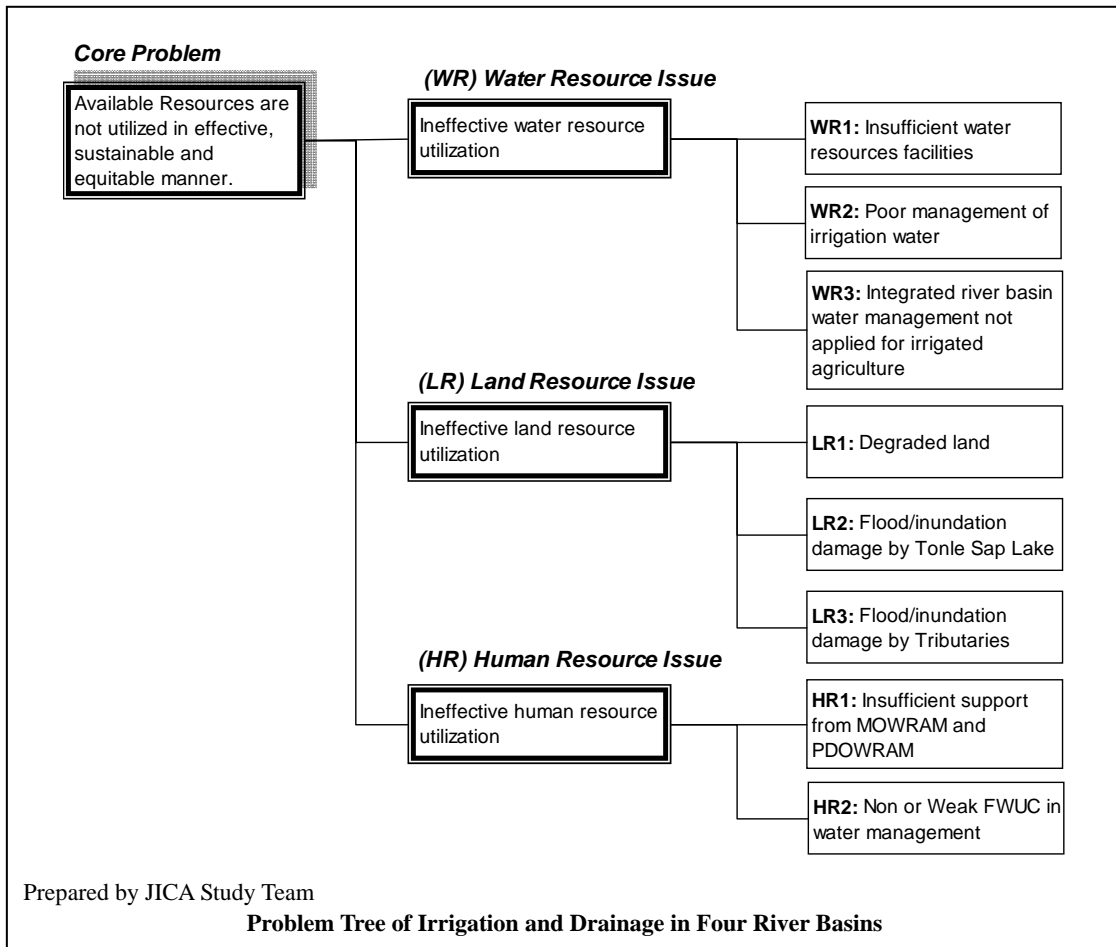 Core Problem
Available Resources are
not utilized in effective,
sustainable and
equitable manner.
(WR) Water Resource Issue
Ineffective water resource
utilization
WR1: Insufficient water
resources facilities
WR2: Poor management of
irrigation water
WR3: Integrated river basin
water management not
applied for irrigated
agriculture
(LR) Land Resource Issue
Ineffective land resource
utilization
LR1: Degraded land
LR2: Flood/inundation
damage by Tonle Sap Lake
LR3: Flood/inundation
damage by Tributaries
(HR) Human Resource Issue
Ineffective human resource
utilization
HR1: Insufficient support
from MOWRAM and
PDOWRAM
HR2: Non or Weak FWUC in
water management
Prepared by JICA Study Team
Problem Tree of Irrigation and Drainage in Four River Basins